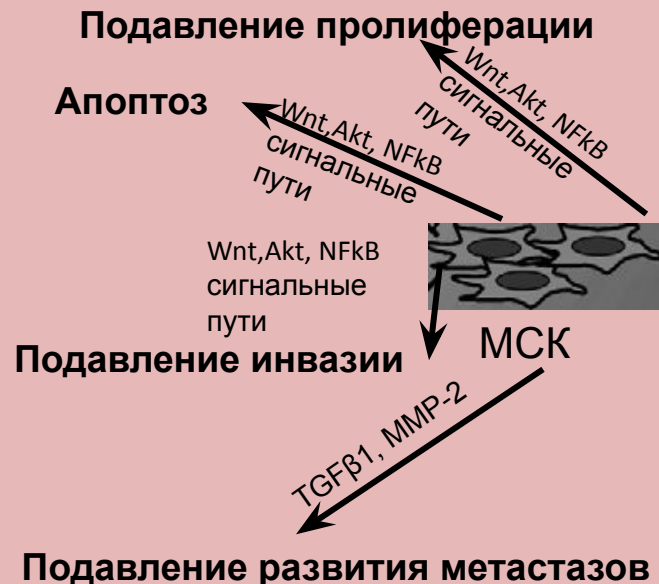 Подавление пролиферации
Wnt,Akt, NFkB
сигнальные
пути
Апоптоз
Wnt,Akt, NFkB
сигнальные
пути
Wnt,Akt, NFkB
сигнальные
пути
Подавление инвазии
МСК
TGFβ1, MMP-2
Подавление развития метастазов